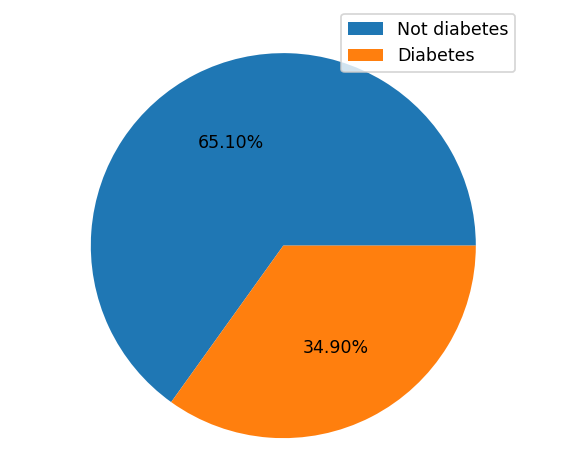 Not diabetes
Diabetes
65.10%
34.90%